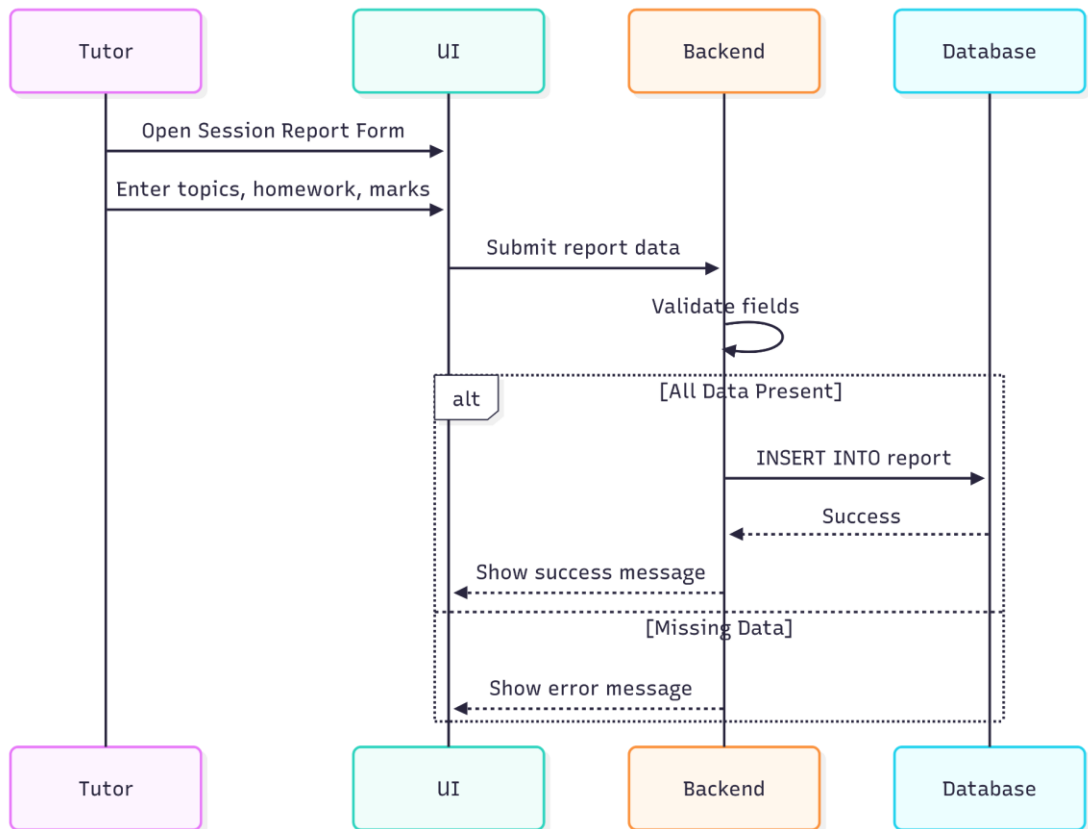 Tutor
UI
Backend
Database
Open Session Report Form
Enter topics, homework, marks
Submit report data
Validate fields
alt
[All Data Present]
INSERT INTO report
Success
Show success message
[Missing Data]
Show error message
Tutor
UI
Backend
Database